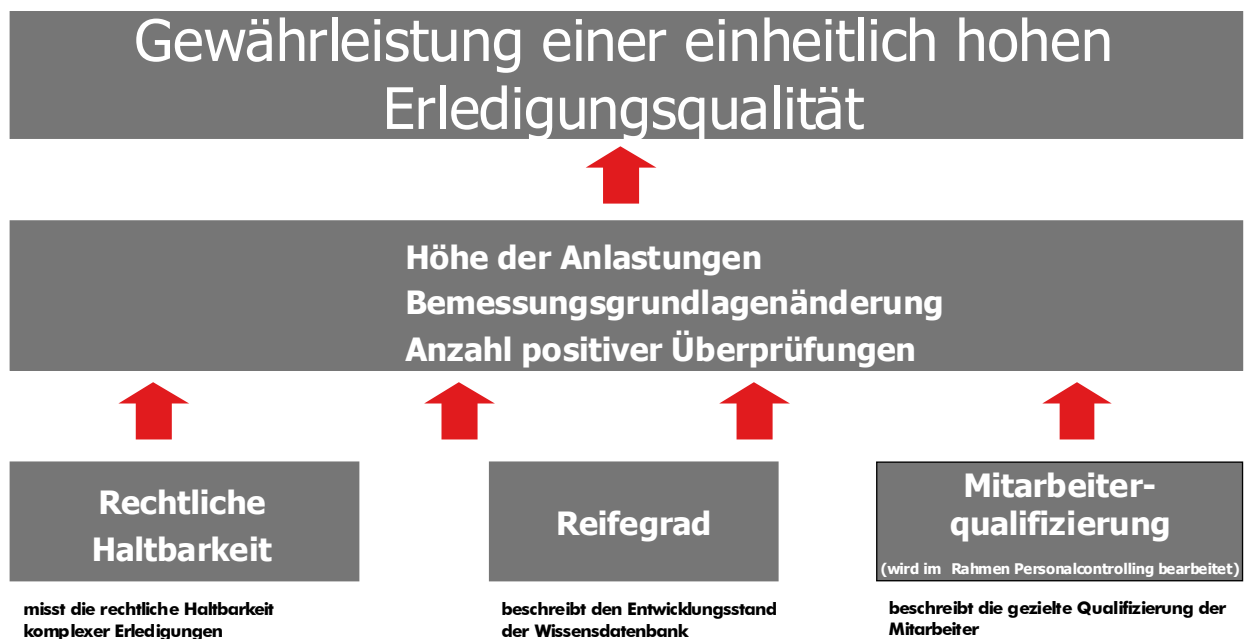 Gewährleistung einer einheitlich hohen
Erledigungsqualität
Höhe der Anlastungen
Bemessungsgrundlagenänderung
Anzahl positiver Überprüfungen
Rechtliche
Haltbarkeit
Reifegrad
Mitarbeiter-
qualifizierung
(wird im Rahmen Personalcontrolling bearbeitet)
misst die rechtliche Haltbarkeit
komplexer Erledigungen
beschreibt den Entwicklungsstand
der Wissensdatenbank
beschreibt die gezielte Qualifizierung der
Mitarbeiter